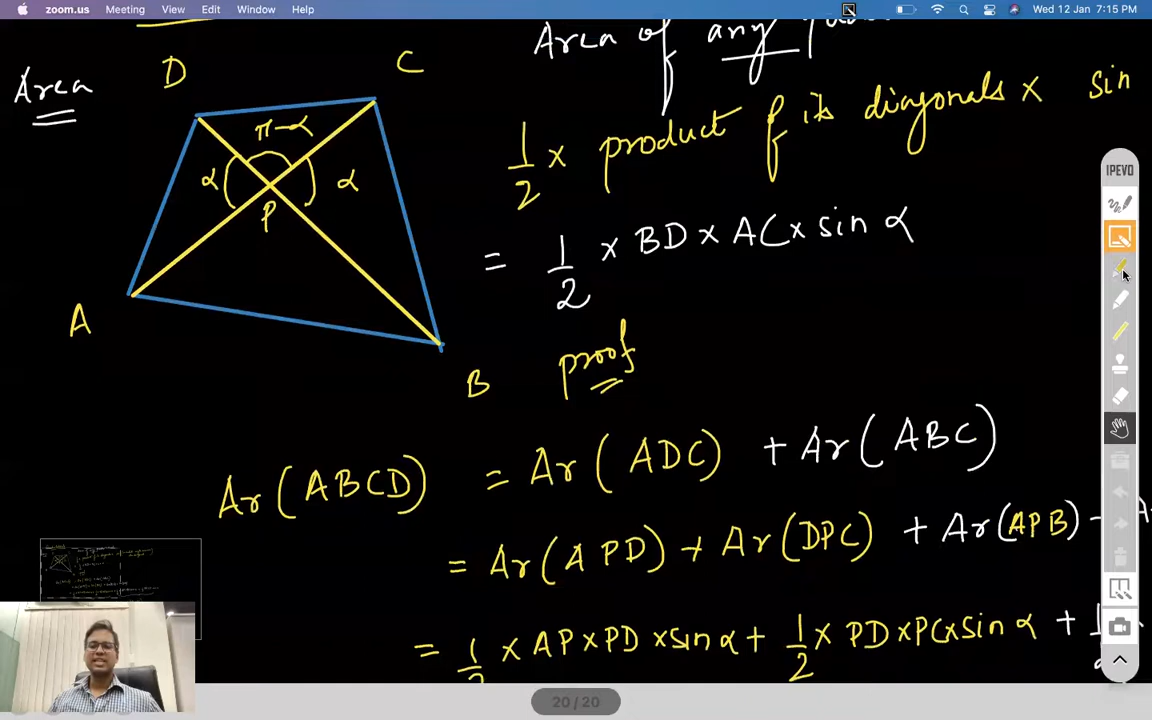 zoom.us Meeting View Edit Window Help Wed 12 Jan 7:15 PM
Area of any
Area
D C
π-α
α α
P
A
B
1/2 x product of its diagonals x sin
= 1/2 x BD x AC x sin α
proof
Ar(ABCD) = Ar(ADC) + Ar(ABC)
= Ar(APD) + Ar(DPC) + Ar(APB) -
= 1/2 x AP x PD x sin α + 1/2 x PD x PC x sin α +
IPEVO
20 / 20